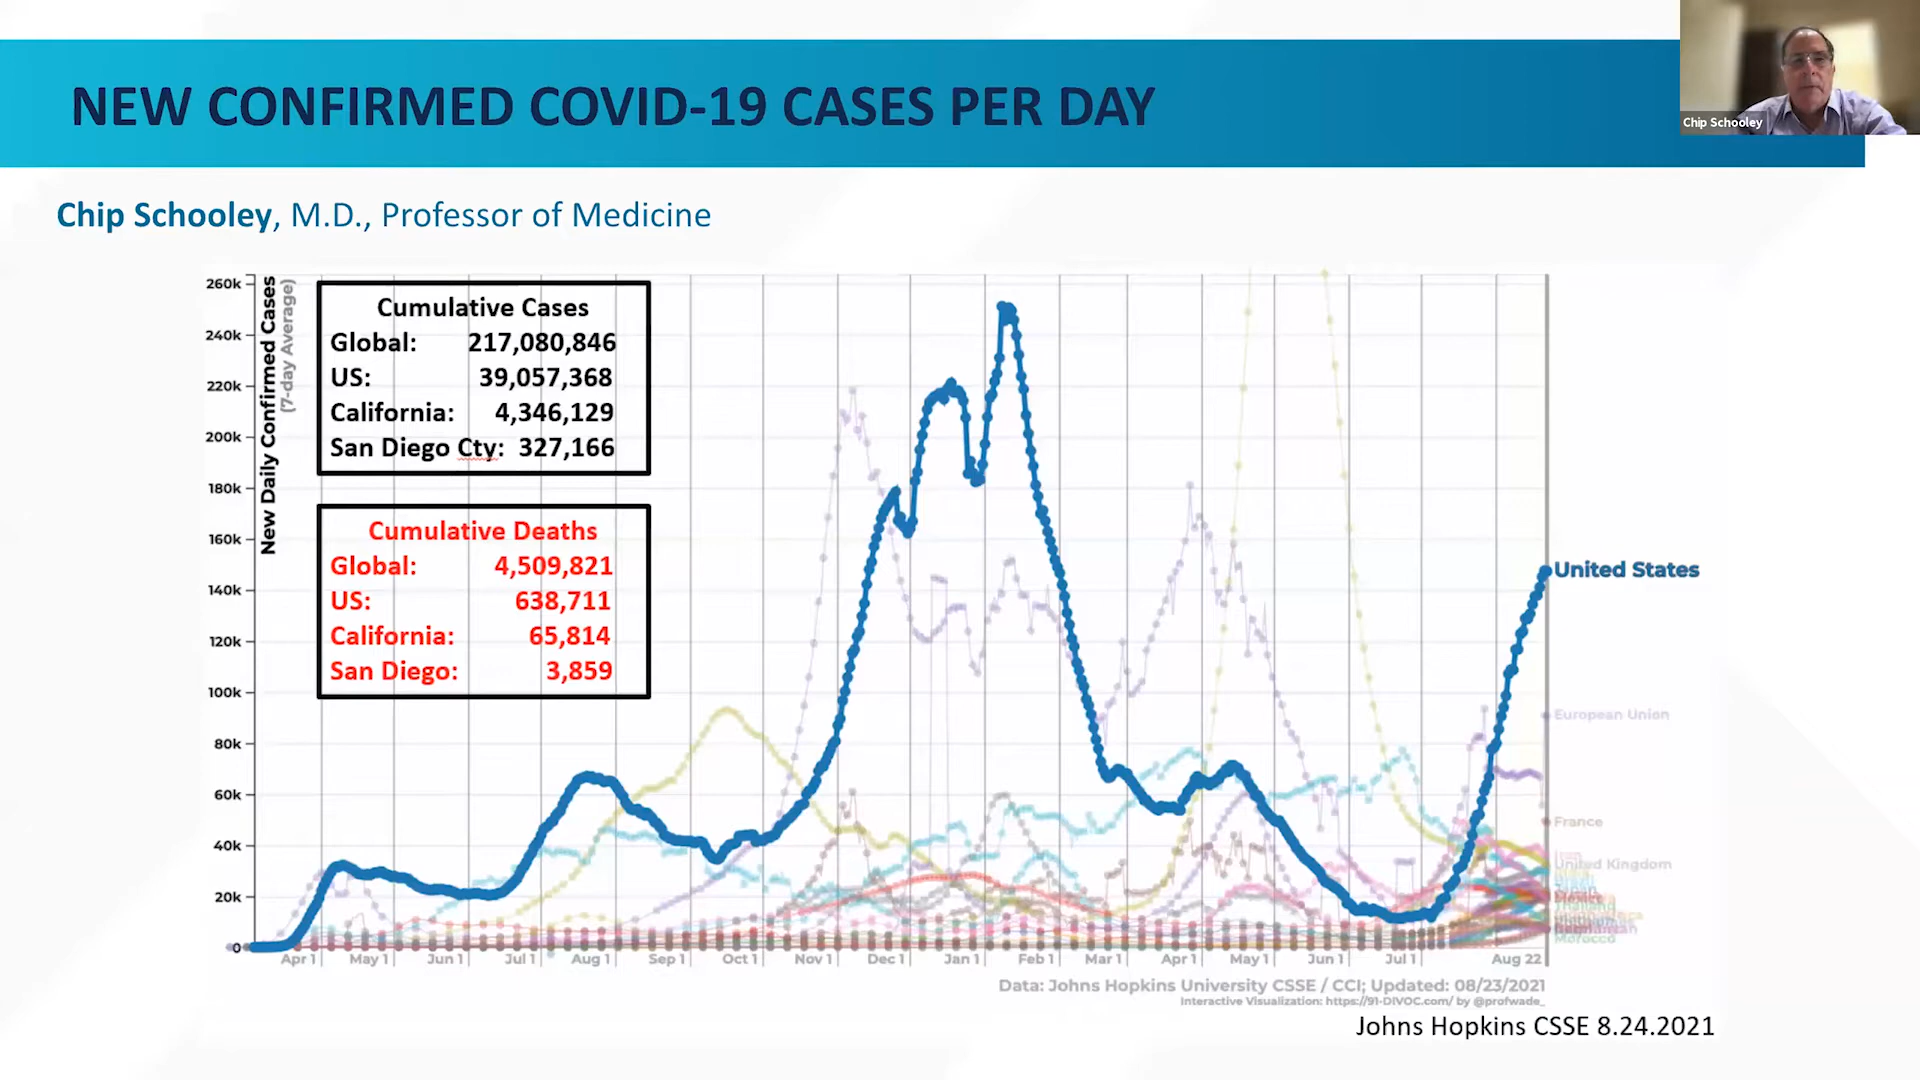 NEW CONFIRMED COVID-19 CASES PER DAY
Chip Schooley
Chip Schooley, M.D., Professor of Medicine
New Daily Confirmed Cases
(7-day Average)
260k
240k
220k
200k
180k
160k
140k
120k
100k
80k
60k
40k
20k
0
Cumulative Cases
Global: 217,080,846
US: 39,057,368
California: 4,346,129
San Diego Cty: 327,166
Cumulative Deaths
Global: 4,509,821
US: 638,711
California: 65,814
San Diego: 3,859
United States
European Union
France
United Kingdom
Morocco
Apr 1 May 1 Jun 1 Jul 1 Aug 1 Sep 1 Oct 1 Nov 1 Dec 1 Jan 1 Feb 1 Mar 1 Apr 1 May 1 Jun 1 Jul 1 Aug 22
Data: Johns Hopkins University CSSE / CCI; Updated: 08/23/2021
Interactive Visualization: https://91-DIVOC.com/ by @profwade_
Johns Hopkins CSSE 8.24.2021